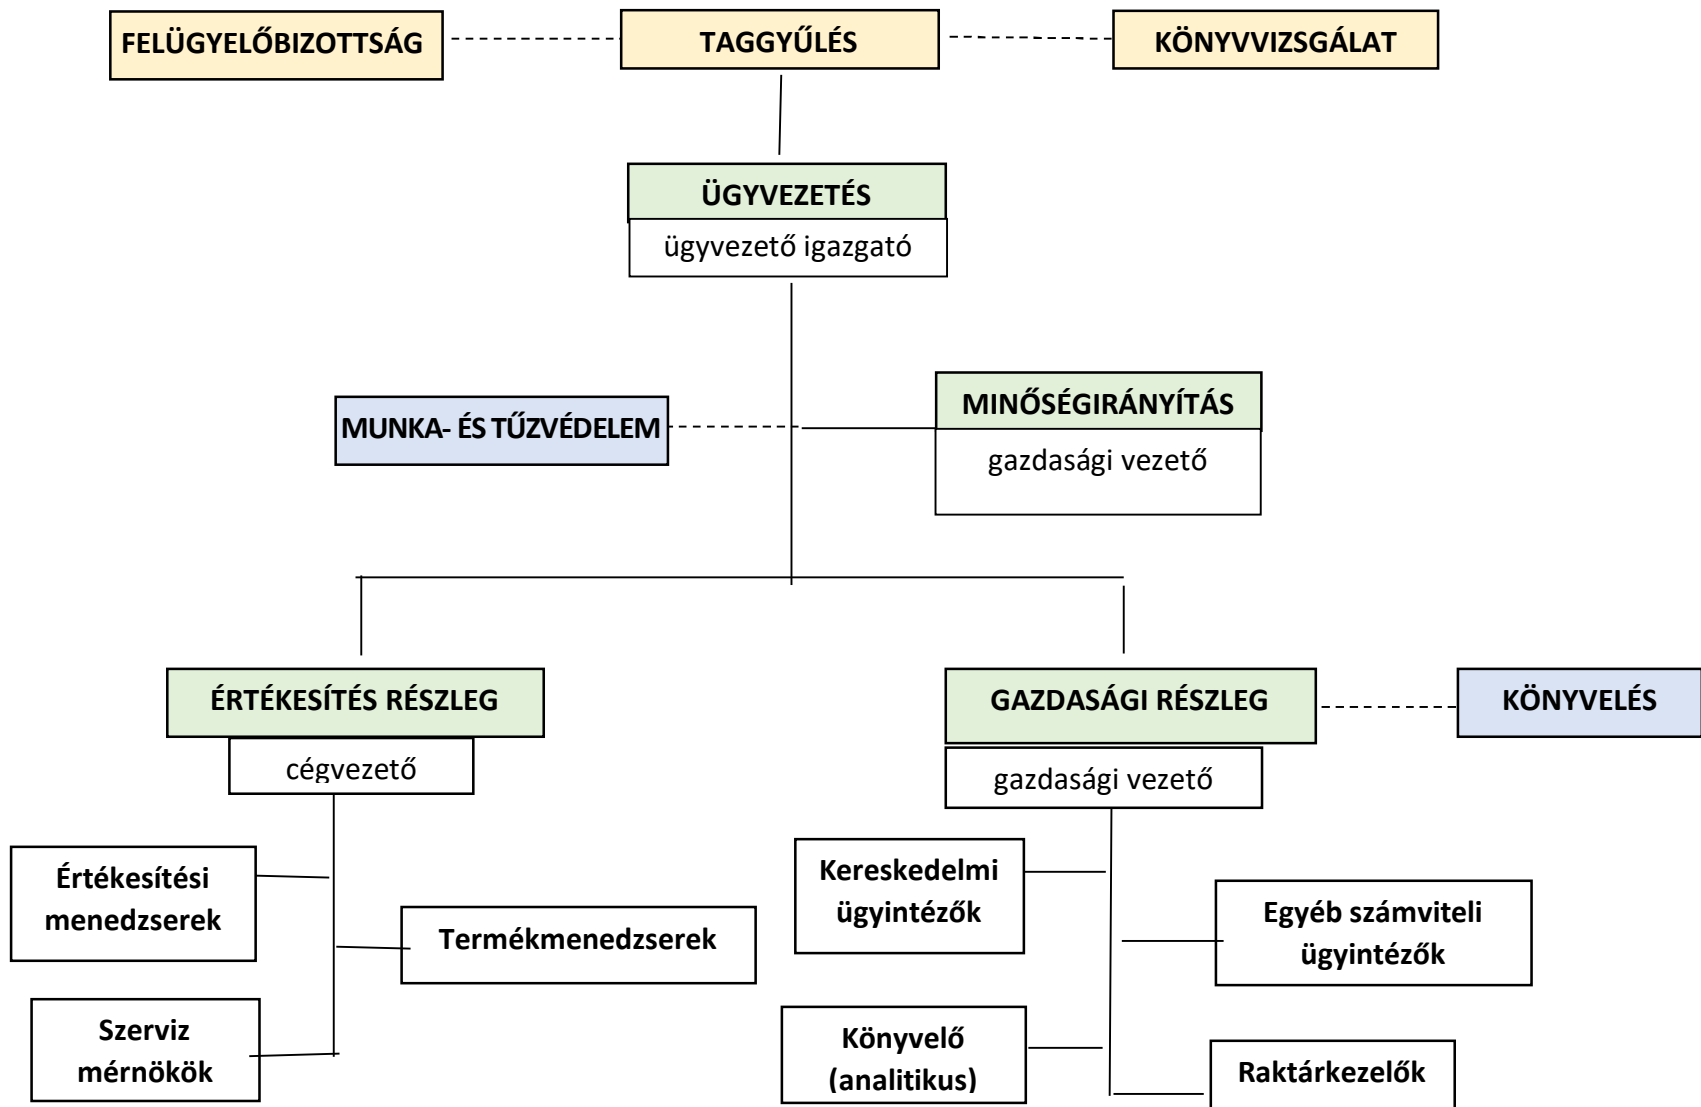 FELÜGYELŐBIZOTTSÁG
TAGGYŰLÉS
KÖNYVVIZSGÁLAT
ÜGYVEZETÉS
ügyvezető igazgató
MUNKA- ÉS TŰZVÉDELEM
MINŐSÉGIRÁNYÍTÁS
gazdasági vezető
ÉRTÉKESÍTÉS RÉSZLEG
cégvezető
GAZDASÁGI RÉSZLEG
gazdasági vezető
KÖNYVELÉS
Értékesítési
menedzserek
Termékmenedzserek
Szerviz
mérnökök
Kereskedelmi
ügyintézők
Egyéb számviteli
ügyintézők
Könyvelő
(analitikus)
Raktárkezelők